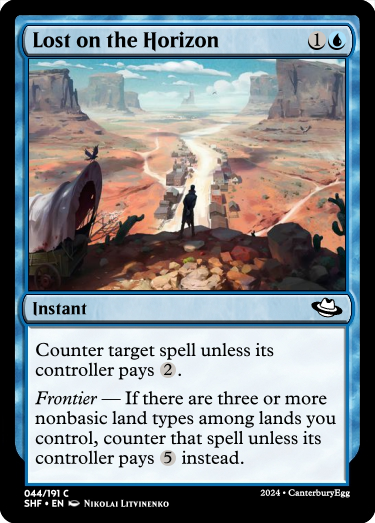 Lost on the Horizon 1
Instant
Counter target spell unless its
controller pays 2.
Frontier — If there are three or more
nonbasic land types among lands you
control, counter that spell unless its
controller pays 5 instead.
044/191 C
SHF • EN Nikolai Litvinenko
2024 • CanterburyEgg